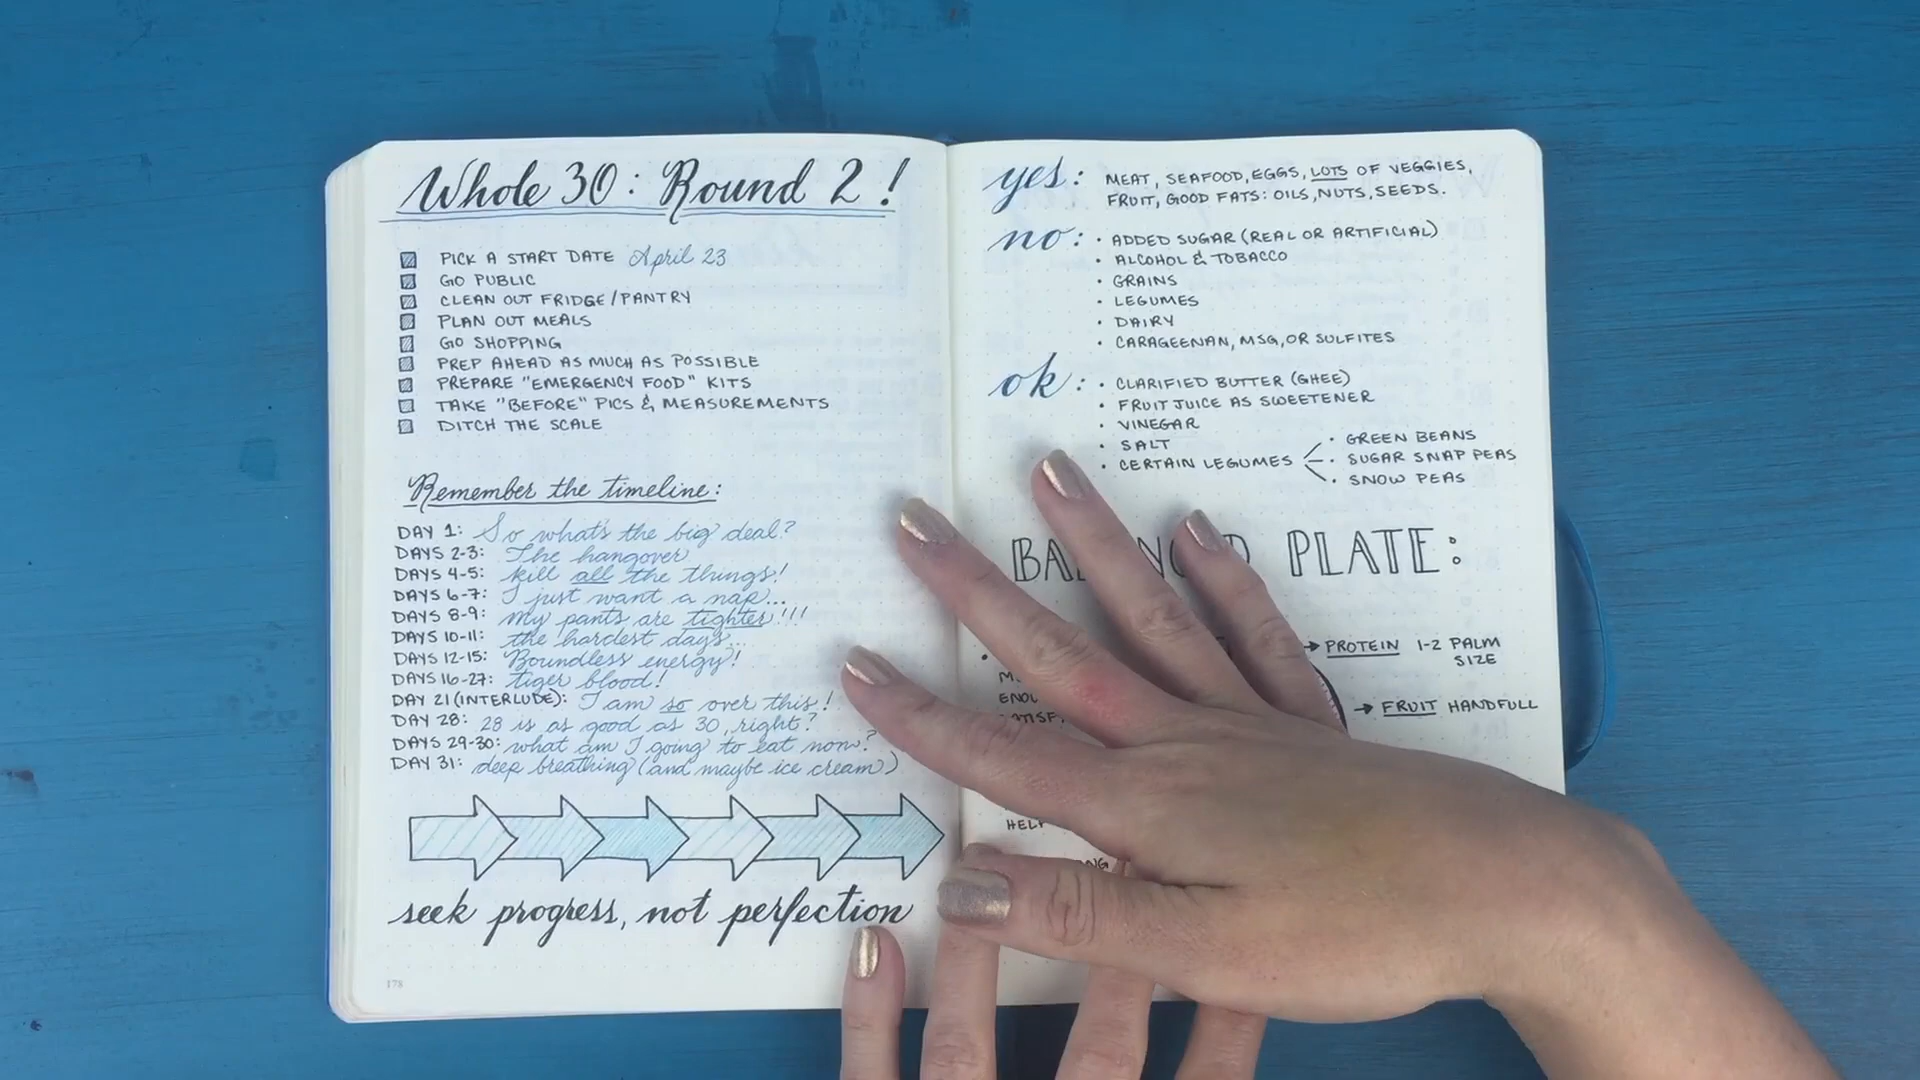 Whole 30: Round 2!
PICK A START DATE April 23
GO PUBLIC
CLEAN OUT FRIDGE/PANTRY
PLAN OUT MEALS
GO SHOPPING
PREP AHEAD AS MUCH AS POSSIBLE
PREPARE "EMERGENCY FOOD" KITS
TAKE "BEFORE" PICS & MEASUREMENTS
DITCH THE SCALE
Remember the timeline:
DAY 1: So what's the big deal?
DAYS 2-3: The hangover
DAYS 4-5: kill all the things!
DAYS 6-7: I just want a nap...
DAYS 8-9: My pants are tighter!!!
DAYS 10-11: the hardest days...
DAYS 12-15: Boundless energy!
DAYS 16-27: tiger blood!
DAY 21 (INTERLUDE): I am so over this!
DAY 28: 28 is as good as 30, right?
DAYS 29-30: what am I going to eat now?
DAY 31: deep breathing (and maybe ice cream)
seek progress, not perfection
178
yes: MEAT, SEAFOOD, EGGS, LOTS OF VEGGIES,
FRUIT, GOOD FATS: OILS, NUTS, SEEDS.
no: • ADDED SUGAR (REAL OR ARTIFICIAL)
• ALCOHOL & TOBACCO
• GRAINS
• LEGUMES
• DAIRY
• CARAGEENAN, MSG, OR SULFITES
ok: • CLARIFIED BUTTER (GHEE)
• FRUIT JUICE AS SWEETENER
• VINEGAR
• SALT
• CERTAIN LEGUMES
• GREEN BEANS
• SUGAR SNAP PEAS
• SNOW PEAS
PLATE:
→ PROTEIN 1-2 PALM
SIZE
→ FRUIT HANDFULL
HELP